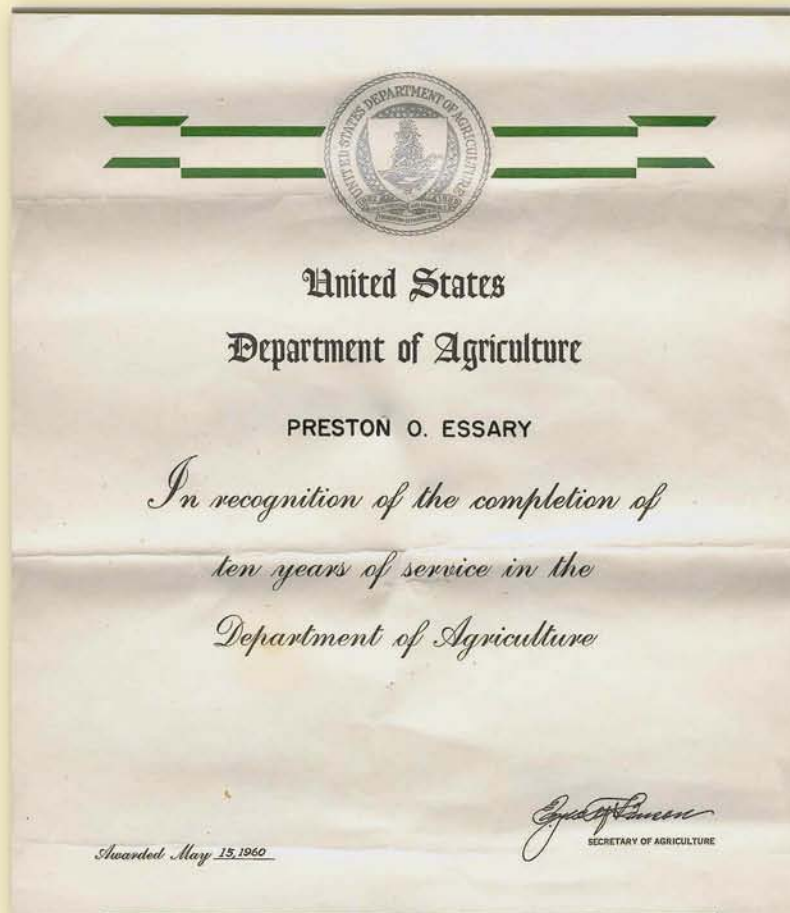 UNITED STATES DEPARTMENT OF AGRICULTURE
United States
Department of Agriculture
PRESTON O. ESSARY
In recognition of the completion of
ten years of service in the
Department of Agriculture
SECRETARY OF AGRICULTURE
Awarded May 15, 1960